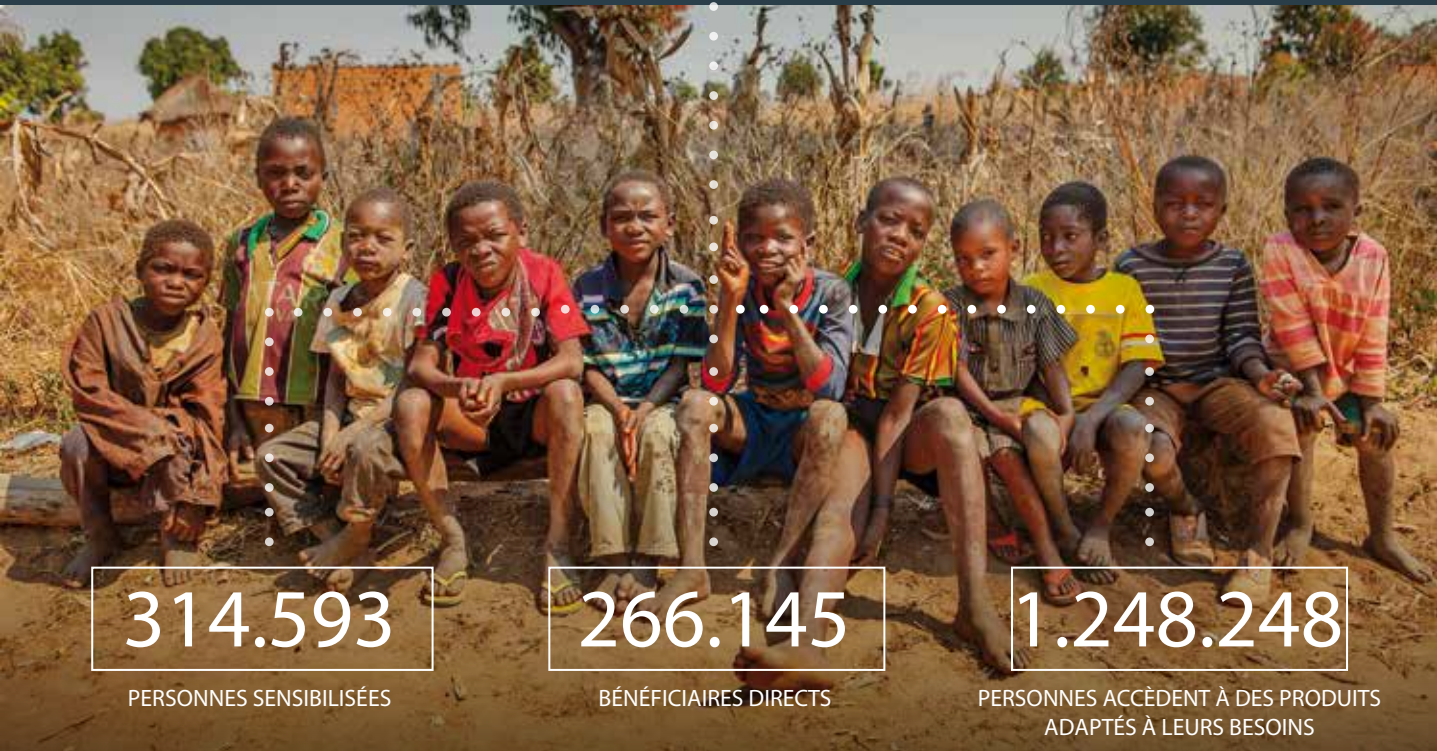 314.593
PERSONNES SENSIBILISÉES
266.145
BÉNÉFICIAIRES DIRECTS
1.248.248
PERSONNES ACCÈDENT À DES PRODUITS
ADAPTÉS À LEURS BESOINS